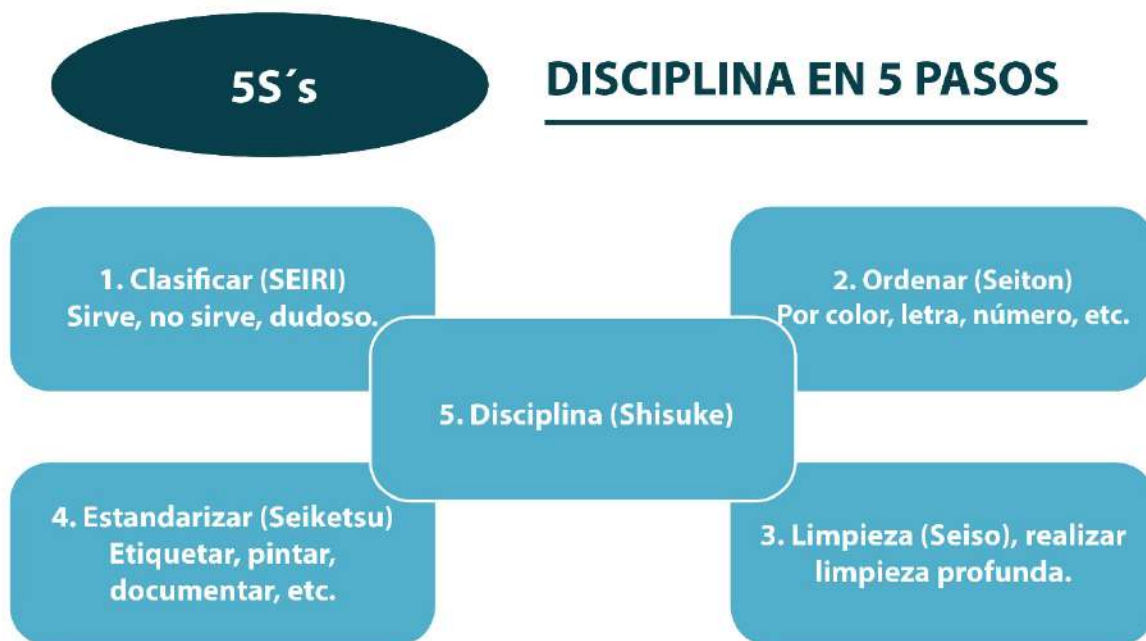 5S´s
DISCIPLINA EN 5 PASOS
1. Clasificar (SEIRI)
Sirve, no sirve, dudoso.
2. Ordenar (Seiton)
Por color, letra, número, etc.
5. Disciplina (Shisuke)
4. Estandarizar (Seiketsu)
Etiquetar, pintar,
documentar, etc.
3. Limpieza (Seiso), realizar
limpieza profunda.